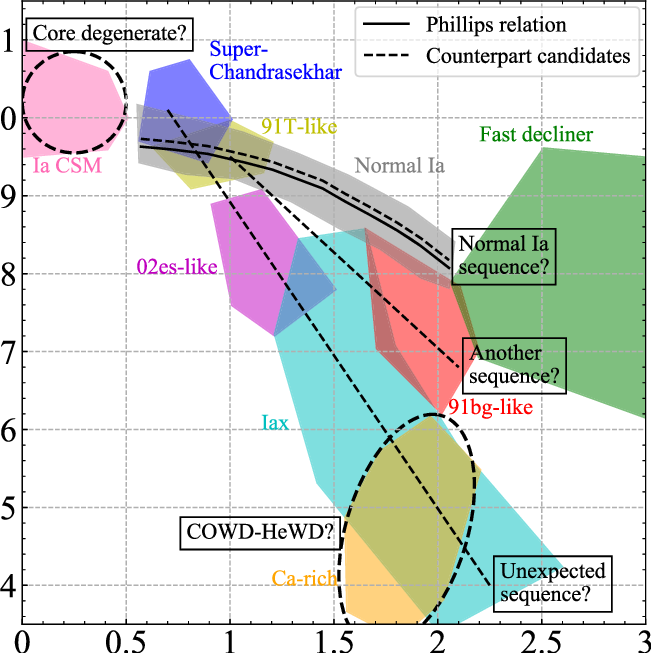 Core degenerate?
Phillips relation
Counterpart candidates
Super-
Chandrasekhar
91T-like
Fast decliner
Ia CSM
Normal Ia
02es-like
Normal Ia
sequence?
Another
sequence?
91bg-like
Iax
COWD-HeWD?
Ca-rich
Unexpected
sequence?
1
0
9
8
7
6
5
4
0 0.5 1 1.5 2 2.5 3